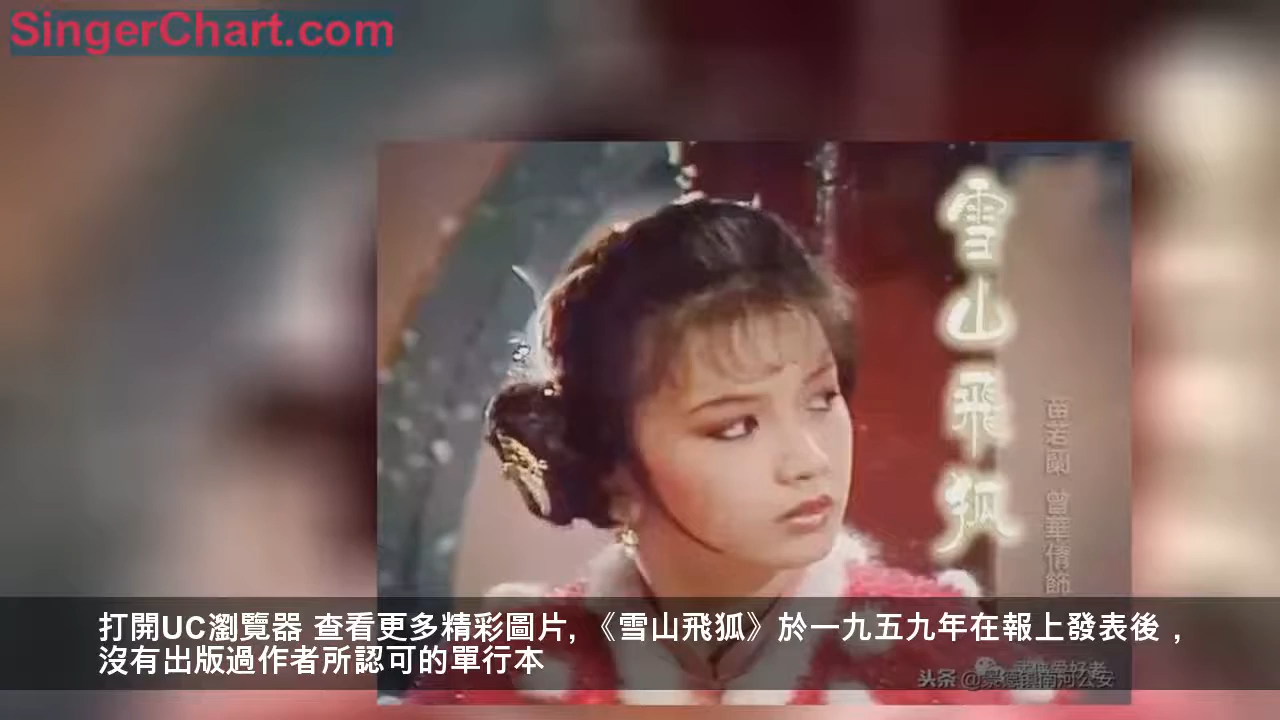 SingerChart.com
雪山飛狐
苗若蘭 曾華倩飾
打開UC瀏覽器 查看更多精彩圖片, 《雪山飛狐》於一九五九年在報上發表後，
沒有出版過作者所認可的單行本
头条